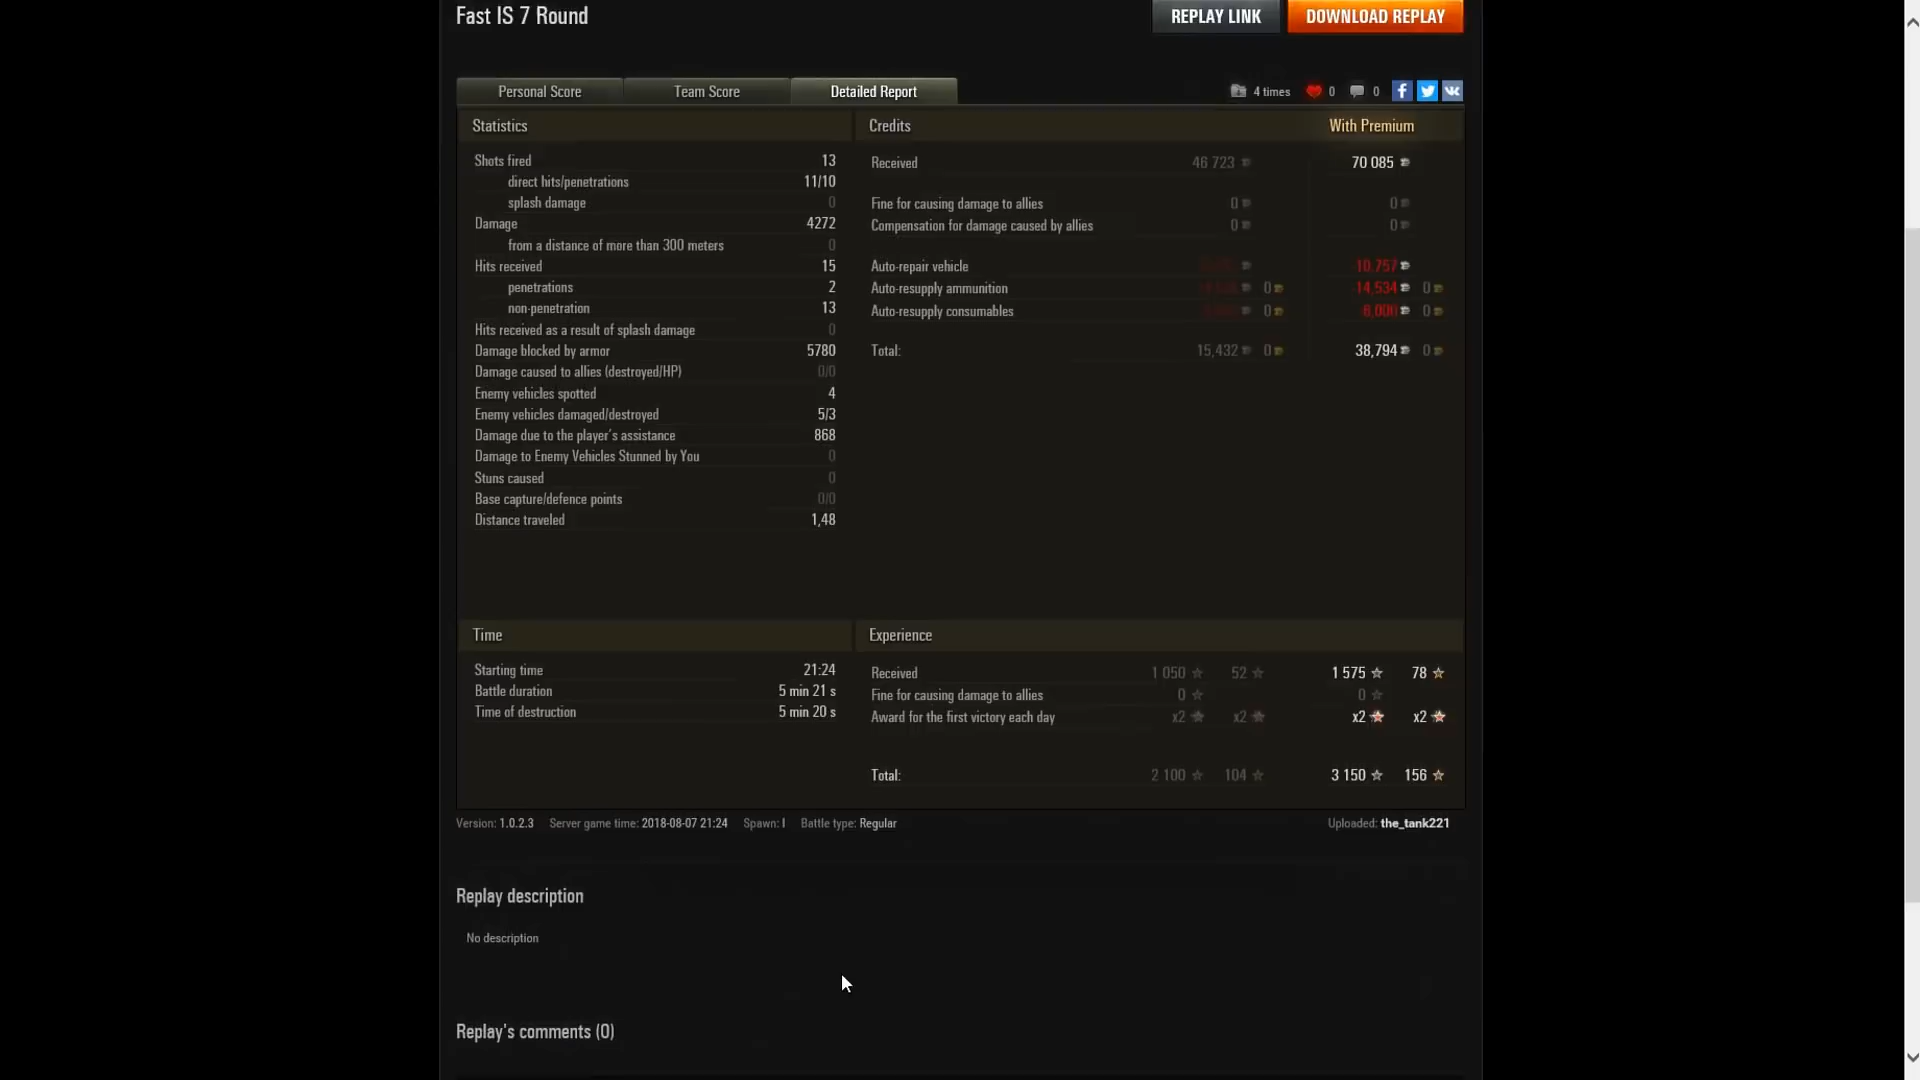 Fast IS 7 Round
REPLAY LINK
DOWNLOAD REPLAY
Personal Score
Team Score
Detailed Report
4 times
0
0
Statistics
Shots fired 13
direct hits/penetrations 11/10
splash damage 0
Damage 4272
from a distance of more than 300 meters 0
Hits received 15
penetrations 2
non-penetration 13
Hits received as a result of splash damage 0
Damage blocked by armor 5780
Damage caused to allies (destroyed/HP) 0/0
Enemy vehicles spotted 4
Enemy vehicles damaged/destroyed 5/3
Damage due to the player's assistance 868
Damage to Enemy Vehicles Stunned by You 0
Stuns caused 0
Base capture/defence points 0/0
Distance traveled 1,48
Credits With Premium
Received 46 723 70 085
Fine for causing damage to allies 0 0
Compensation for damage caused by allies 0 0
Auto-repair vehicle -10,757
Auto-resupply ammunition 0 -14,534 0
Auto-resupply consumables 0 6,000 0
Total: 15,432 0 38,794 0
Time
Starting time 21:24
Battle duration 5 min 21 s
Time of destruction 5 min 20 s
Experience
Received 1 050 52 1 575 78
Fine for causing damage to allies 0 0
Award for the first victory each day x2 x2 x2 x2
Total: 2 100 104 3 150 156
Version: 1.0.2.3 Server game time: 2018-08-07 21:24 Spawn: I Battle type: Regular Uploaded: the_tank221
Replay description
No description
Replay's comments (0)